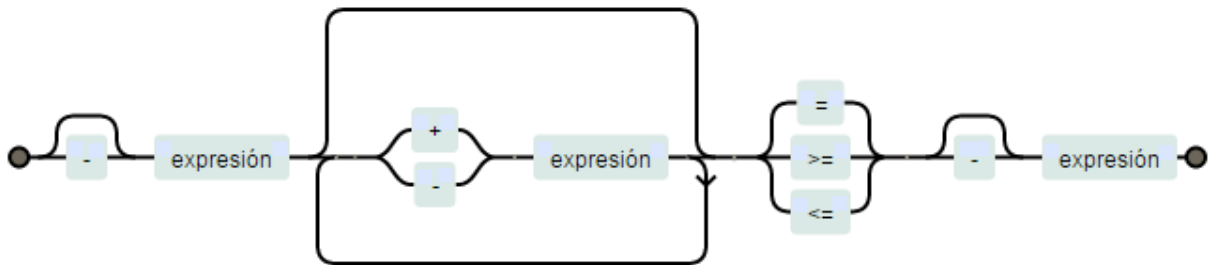 -
expresión
+
-
expresión
=
>=
<=
-
expresión